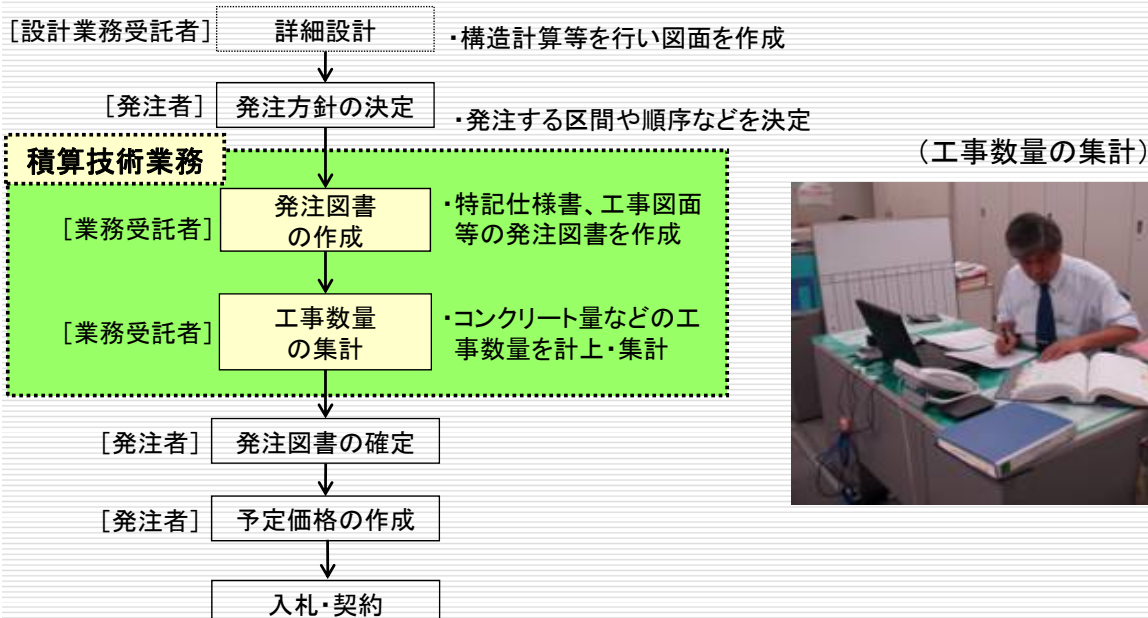 [設計業務受託者] 詳細設計 ・構造計算等を行い図面を作成
[発注者] 発注方針の決定 ・発注する区間や順序などを決定
積算技術業務
(工事数量の集計)
[業務受託者]
発注図書
の作成
・特記仕様書、工事図面
等の発注図書を作成
[業務受託者]
工事数量
の集計
・コンクリート量などの工
事数量を計上・集計
[発注者] 発注図書の確定
[発注者] 予定価格の作成
入札・契約